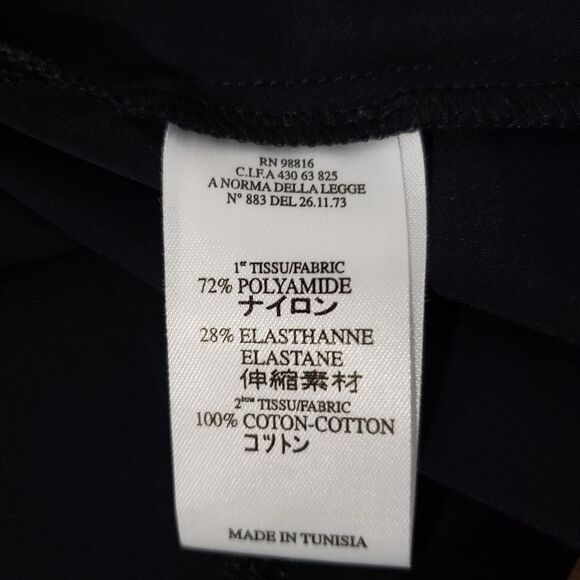 RN 98816
C.I.F.A 430 63 825
A NORMA DELLA LEGGE
N° 883 DEL 26.11.73
1er TISSU/FABRIC
72% POLYAMIDE
ナイロン
28% ELASTHANNE
ELASTANE
伸縮素材
2ème TISSU/FABRIC
100% COTON-COTTON
コットン
MADE IN TUNISIA